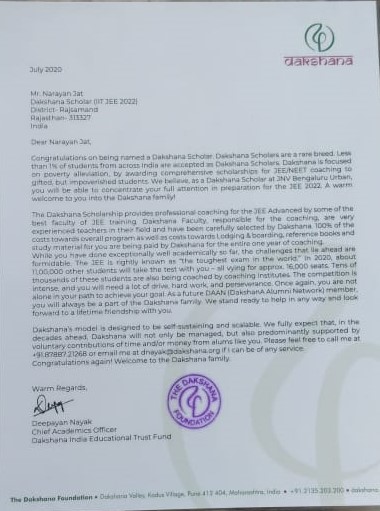 dakshana
July 2020
Mr. Narayan Jat
Dakshana Scholar (IIT JEE 2022)
District- Rajsamand
Rajasthan- 313327
India
Dear Narayan Jat,
Congratulations on being named a Dakshana Scholar. Dakshana Scholars are a rare breed. Less
than 1% of students from across India are accepted as Dakshana Scholars. Dakshana is focused
on poverty alleviation, by awarding comprehensive scholarships for JEE/NEET coaching to
gifted, but impoverished students. We believe, as a Dakshana Scholar at JNV Bengaluru Urban,
you will be able to concentrate your full attention in preparation for the JEE 2022. A warm
welcome to you into the Dakshana family!
The Dakshana Scholarship provides professional coaching for the JEE Advanced by some of the
best faculty of JEE training. Dakshana Faculty, responsible for the coaching, are very
experienced teachers in their field and have been carefully selected by Dakshana. 100% of the
costs towards overall program as well as costs towards Lodging & boarding, reference books and
study material for you are being paid by Dakshana for the entire one year of coaching.
While you have done exceptionally well academically so far, the challenges that lie ahead are
formidable. The JEE is rightly known as "the toughest exam in the world." In 2020, about
11,00,000 other students will take the test with you – all vying for approx. 16,000 seats. Tens of
thousands of these students are also being coached by coaching Institutions. The competition is
intense, and you will need a lot of drive, hard work, and perseverance. Once again, you are not
alone in your path to achieve your goal. As a future DAAN (DakshanA Alumni Network) member,
you will always be a part of the Dakshana family. We stand ready to help in any way and look
forward to a lifetime friendship with you.
Dakshana's model is designed to be self-sustaining and scalable. We fully expect that, in the
decades ahead, Dakshana will not only be managed, but also predominantly supported by
voluntary contributions of time and/or money from alums like you. Please feel free to call me at
+91.87887.21268 or email me at dnayak@dakshana.org if I can be of any service.
Congratulations again! Welcome to the Dakshana family.
Warm Regards,
THE DAKSHANA FOUNDATION
Deepayan Nayak
Chief Academics Officer
Dakshana India Educational Trust Fund
The Dakshana Foundation • Dakshana Valley, Kadus Village, Pune 412 404, Maharashtra, India • +91.2135.203.200 • dakshana.